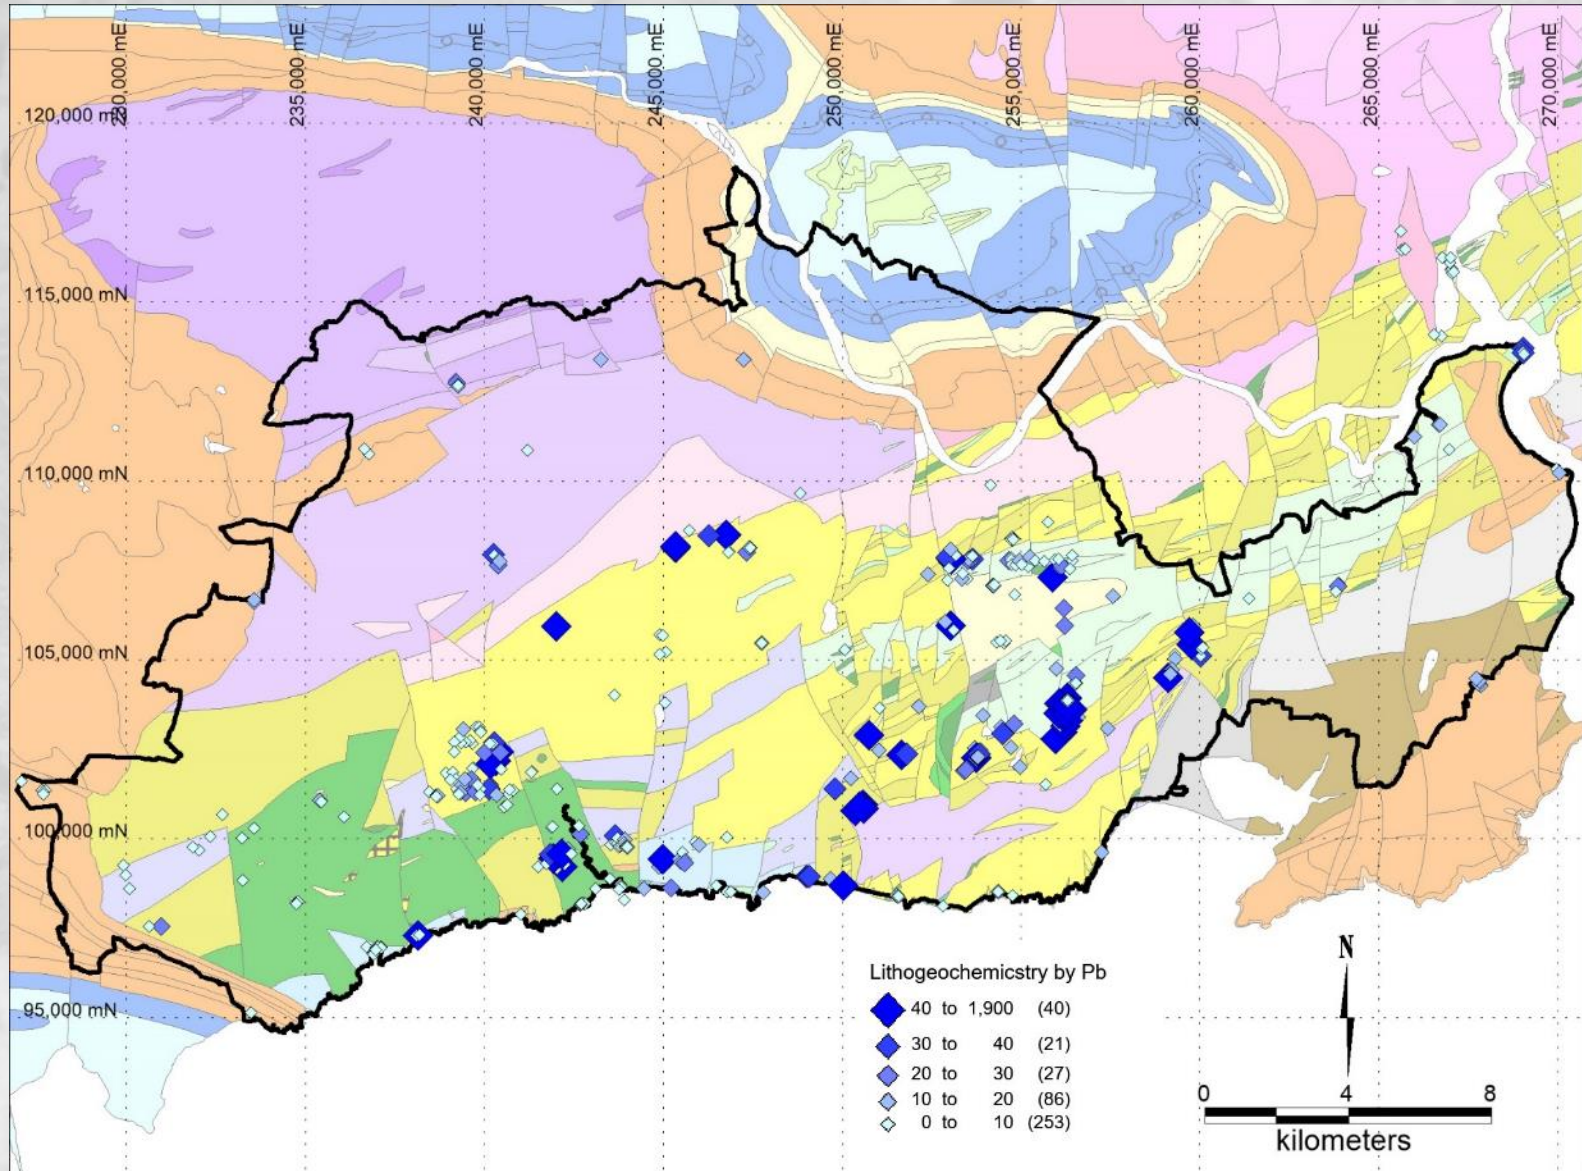 230,000 mE
235,000 mE
240,000 mE
245,000 mE
250,000 mE
255,000 mE
260,000 mE
265,000 mE
270,000 mE
120,000 mN
115,000 mN
110,000 mN
105,000 mN
100,000 mN
95,000 mN
Lithogeochemicstry by Pb
40 to 1,900 (40)
30 to 40 (21)
20 to 30 (27)
10 to 20 (86)
0 to 10 (253)
N
0 4 8
kilometers